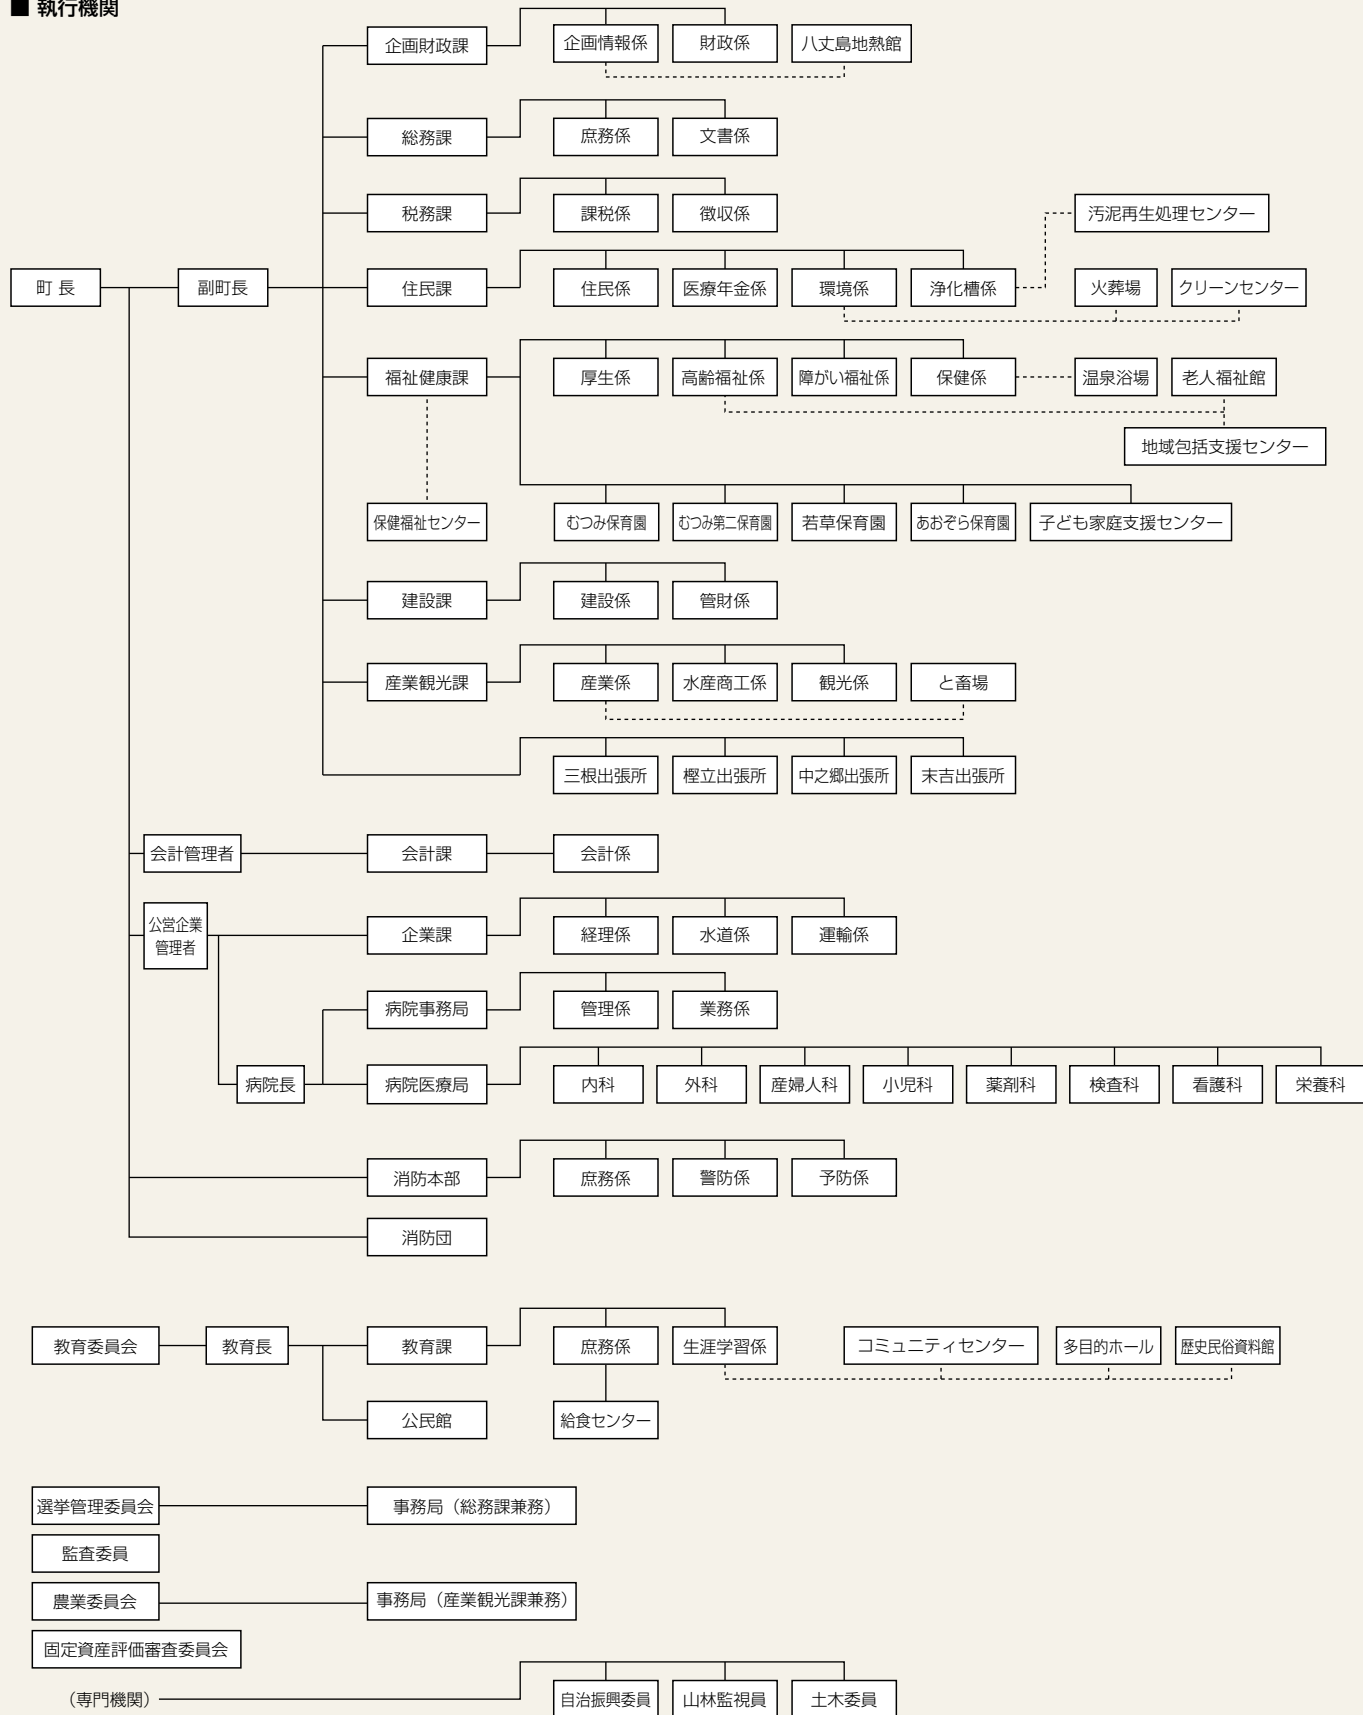 ■ 執行機関
企画財政課
企画情報係
財政係
八丈島地熱館
総務課
庶務係
文書係
税務課
課税係
徴収係
汚泥再生処理センター
町 長
副町長
住民課
住民係
医療年金係
環境係
浄化槽係
火葬場
クリーンセンター
福祉健康課
厚生係
高齢福祉係
障がい福祉係
保健係
温泉浴場
老人福祉館
地域包括支援センター
保健福祉センター
むつみ保育園
むつみ第二保育園
若草保育園
あおぞら保育園
子ども家庭支援センター
建設課
建設係
管財係
産業観光課
産業係
水産商工係
観光係
と畜場
三根出張所
樫立出張所
中之郷出張所
末吉出張所
会計管理者
会計課
会計係
公営企業
管理者
企業課
経理係
水道係
運輸係
病院事務局
管理係
業務係
病院長
病院医療局
内科
外科
産婦人科
小児科
薬剤科
検査科
看護科
栄養科
消防本部
庶務係
警防係
予防係
消防団
教育委員会
教育長
教育課
庶務係
生涯学習係
コミュニティセンター
多目的ホール
歴史民俗資料館
公民館
給食センター
選挙管理委員会
事務局（総務課兼務）
監査委員
農業委員会
事務局（産業観光課兼務）
固定資産評価審査委員会
（専門機関）
自治振興委員
山林監視員
土木委員